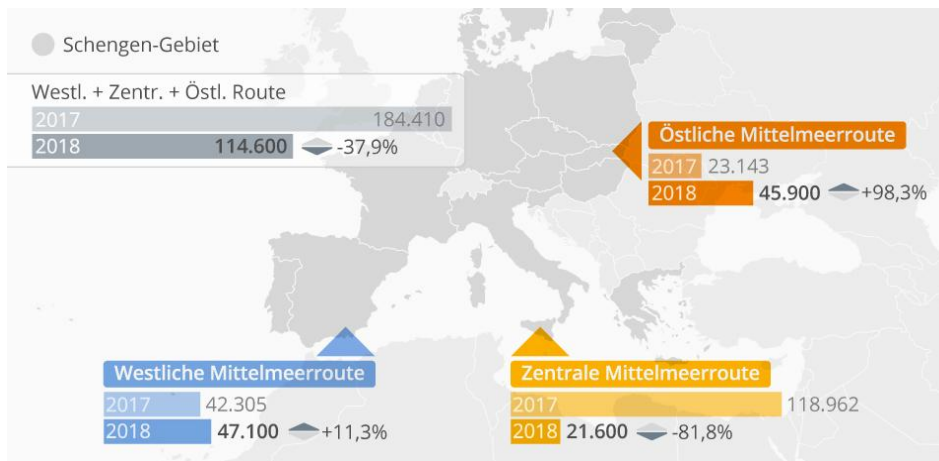 Schengen-Gebiet
Westl. + Zentr. + Östl. Route
2017 184.410
2018 114.600 -37,9%
Östliche Mittelmeerroute
2017 23.143
2018 45.900 +98,3%
Westliche Mittelmeerroute
2017 42.305
2018 47.100 +11,3%
Zentrale Mittelmeerroute
2017 118.962
2018 21.600 -81,8%